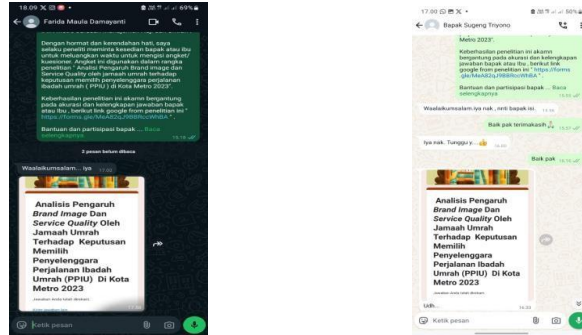 18.09
69%
Farida Maula Damayanti
Dengan hormat dan kerendahan hati, saya
selaku peneliti meminta kesedian bapak atau ibu
untuk meluangkan waktu untuk mengisi angket/
kuesioner. Angket ini digunakan dalam rangka
penelitian " Analisis Pengaruh Brand image dan
Service Quality oleh jamaah umrah terhadap
keputusan memilih penyelenggara perjalanan
ibadah umrah ( PPIU ) di Kota Metro 2023".
Keberhasilan penelitian ini akamn bergantung
pada akurasi dan kelengkapan jawaban bapak
atau ibu, berikut link google from penelitian ini "
Bantuan dan partisipasi bapak ... Baca
selengkapnya
2 pesan belum dibaca
Waalaikumsalam... iya
Analisis Pengaruh
Brand Image Dan
Service Quality Oleh
Jamaah Umrah
Terhadap Keputusan
Memilih
Penyelenggara
Perjalanan Ibadah
Umrah (PPIU) Di Kota
Metro 2023
Ketik pesan
17.00
Bapak Sugeng Triyono
Metro 2023".
Keberhasilan penelitian ini akamn
bergantung pada akurasi dan kelengkapan
jawaban bapak atau ibu, berikut link
google from penelitian ini "
Bantuan dan partisipasi bapak ... Baca
selengkapnya
Waalaikumsalam.iya nak , nnti bapak isi.
Baik pak terimakasih
Iya nak. Tunggu y...
Baik pak
Analisis Pengaruh
Brand Image Dan
Service Quality Oleh
Jamaah Umrah
Terhadap Keputusan
Memilih
Penyelenggara
Perjalanan Ibadah
Umrah (PPIU) Di Kota
Metro 2023
Udh...
Ketik pesan